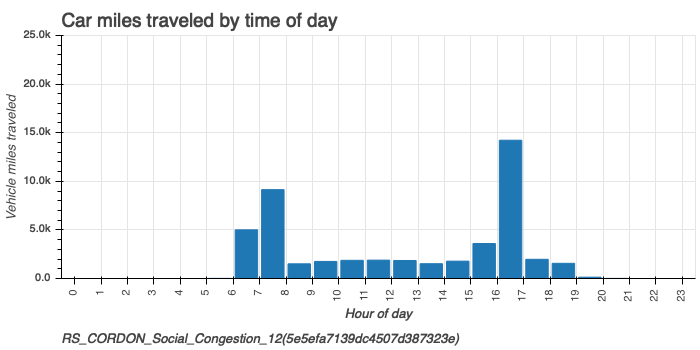 Car miles traveled by time of day
25.0k
20.0k
15.0k
10.0k
5.0k
0.0
Vehicle miles traveled
0 1 2 3 4 5 6 7 8 9 10 11 12 13 14 15 16 17 18 19 20 21 22 23
Hour of day
RS_CORDON_Social_Congestion_12(5e5efa7139dc4507d387323e)